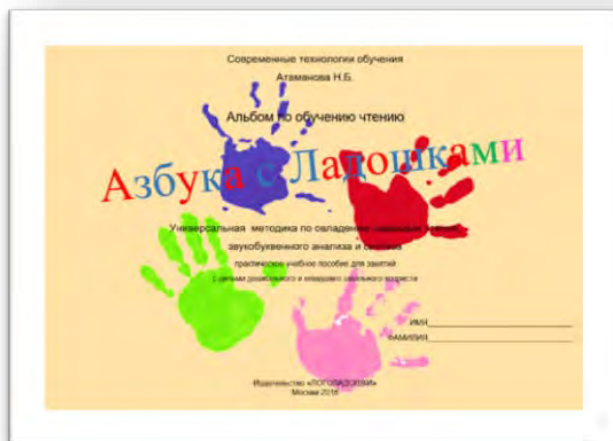 Современные технологии обучения
Атаманова Н.Б.
Альбом по обучению чтению
Азбука с Ладошками
Универсальная методика по овладению навыками чтения,
звукобуквенного анализа и синтеза
практическое учебное пособие для занятий
с детьми дошкольного и младшего школьного возраста
ИМЯ
ФАМИЛИЯ
Издательство «ЛОГОЛАДОШКИ»
Москва 2016